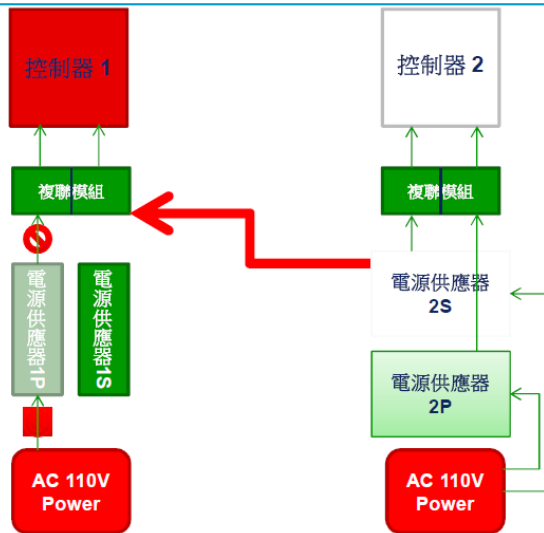 控制器 1
控制器 2
複聯模組
複聯模組
電源供應器1P
電源供應器1S
電源供應器
2S
電源供應器
2P
AC 110V
Power
AC 110V
Power